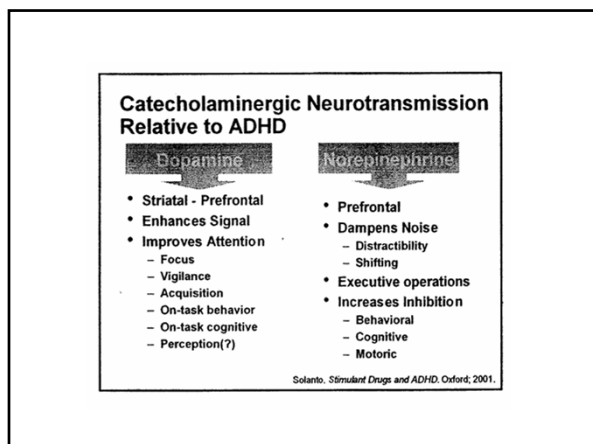 Catecholaminergic Neurotransmission
Relative to ADHD
Dopamine
• Striatal - Prefrontal
• Enhances Signal
• Improves Attention
– Focus
– Vigilance
– Acquisition
– On-task behavior
– On-task cognitive
– Perception(?)
Norepinephrine
• Prefrontal
• Dampens Noise
– Distractibility
– Shifting
• Executive operations
• Increases Inhibition
– Behavioral
– Cognitive
– Motoric
Solanto, Stimulant Drugs and ADHD. Oxford; 2001.